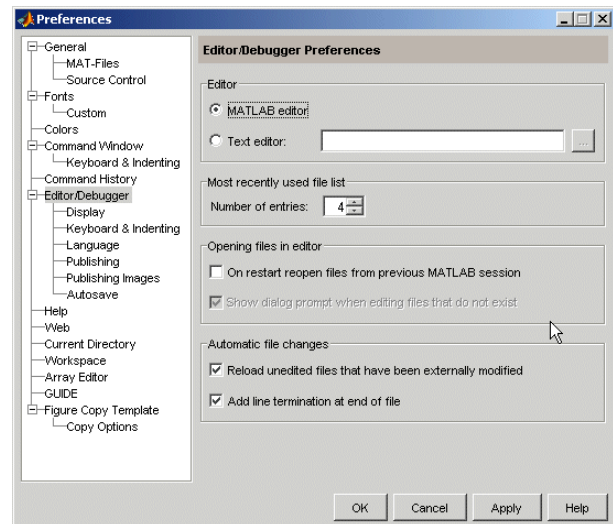 Preferences
General
MAT-Files
Source Control
Fonts
Custom
Colors
Command Window
Keyboard & Indenting
Command History
Editor/Debugger
Display
Keyboard & Indenting
Language
Publishing
Publishing Images
Autosave
Help
Web
Current Directory
Workspace
Array Editor
GUIDE
Figure Copy Template
Copy Options
Editor/Debugger Preferences
Editor
MATLAB editor
Text editor:
...
Most recently used file list
Number of entries: 4
Opening files in editor
On restart reopen files from previous MATLAB session
Show dialog prompt when editing files that do not exist
Automatic file changes
Reload unedited files that have been externally modified
Add line termination at end of file
OK Cancel Apply Help